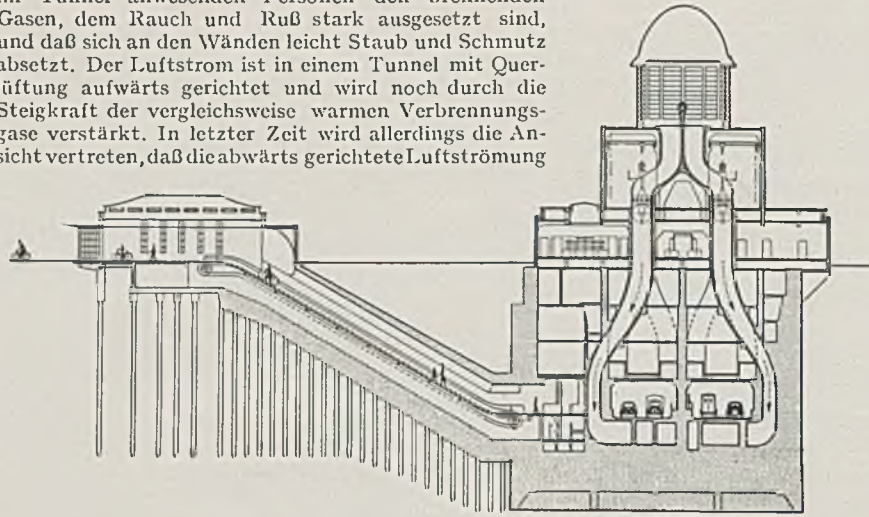 Gasen, dem Rauch und Ruß stark ausgesetzt sind,
und daß sich an den Wänden leicht Staub und Schmutz
absetzt. Der Luftstrom ist in einem Tunnel mit Quer-
lüftung aufwärts gerichtet und wird noch durch die
Steigkraft der vergleichsweise warmen Verbrennungs-
gase verstärkt. In letzter Zeit wird allerdings die An-
sicht vertreten, daß die abwärts gerichtete Luftströmung